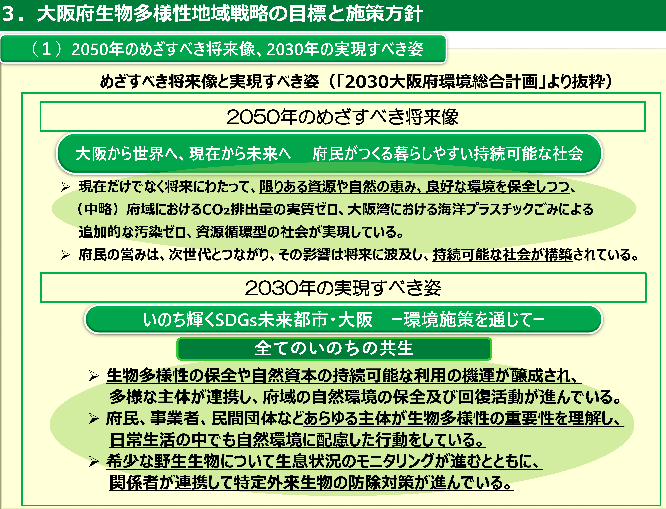 3．大阪府生物多様性地域戦略の目標と施策方針
（１）2050年のめざすべき将来像、2030年の実現すべき姿
めざすべき将来像と実現すべき姿（「2030大阪府環境総合計画」より抜粋）
2050年のめざすべき将来像
大阪から世界へ、現在から未来へ　府民がつくる暮らしやすい持続可能な社会
➢ 現在だけでなく将来にわたって、限りある資源や自然の恵み、良好な環境を保全しつつ、
（中略）府域におけるCO₂排出量の実質ゼロ、大阪湾における海洋プラスチックごみによる
追加的な汚染ゼロ、資源循環型の社会が実現している。
➢ 府民の営みは、次世代とつながり、その影響は将来に波及し、持続可能な社会が構築されている。
2030年の実現すべき姿
いのち輝くSDGs未来都市・大阪　－環境施策を通じて－
全てのいのちの共生
➢ 生物多様性の保全や自然資本の持続可能な利用の機運が醸成され、
多様な主体が連携し、府域の自然環境の保全及び回復活動が進んでいる。
➢ 府民、事業者、民間団体などあらゆる主体が生物多様性の重要性を理解し、
日常生活の中でも自然環境に配慮した行動をしている。
➢ 希少な野生生物について生息状況のモニタリングが進むとともに、
関係者が連携して特定外来生物の防除対策が進んでいる。